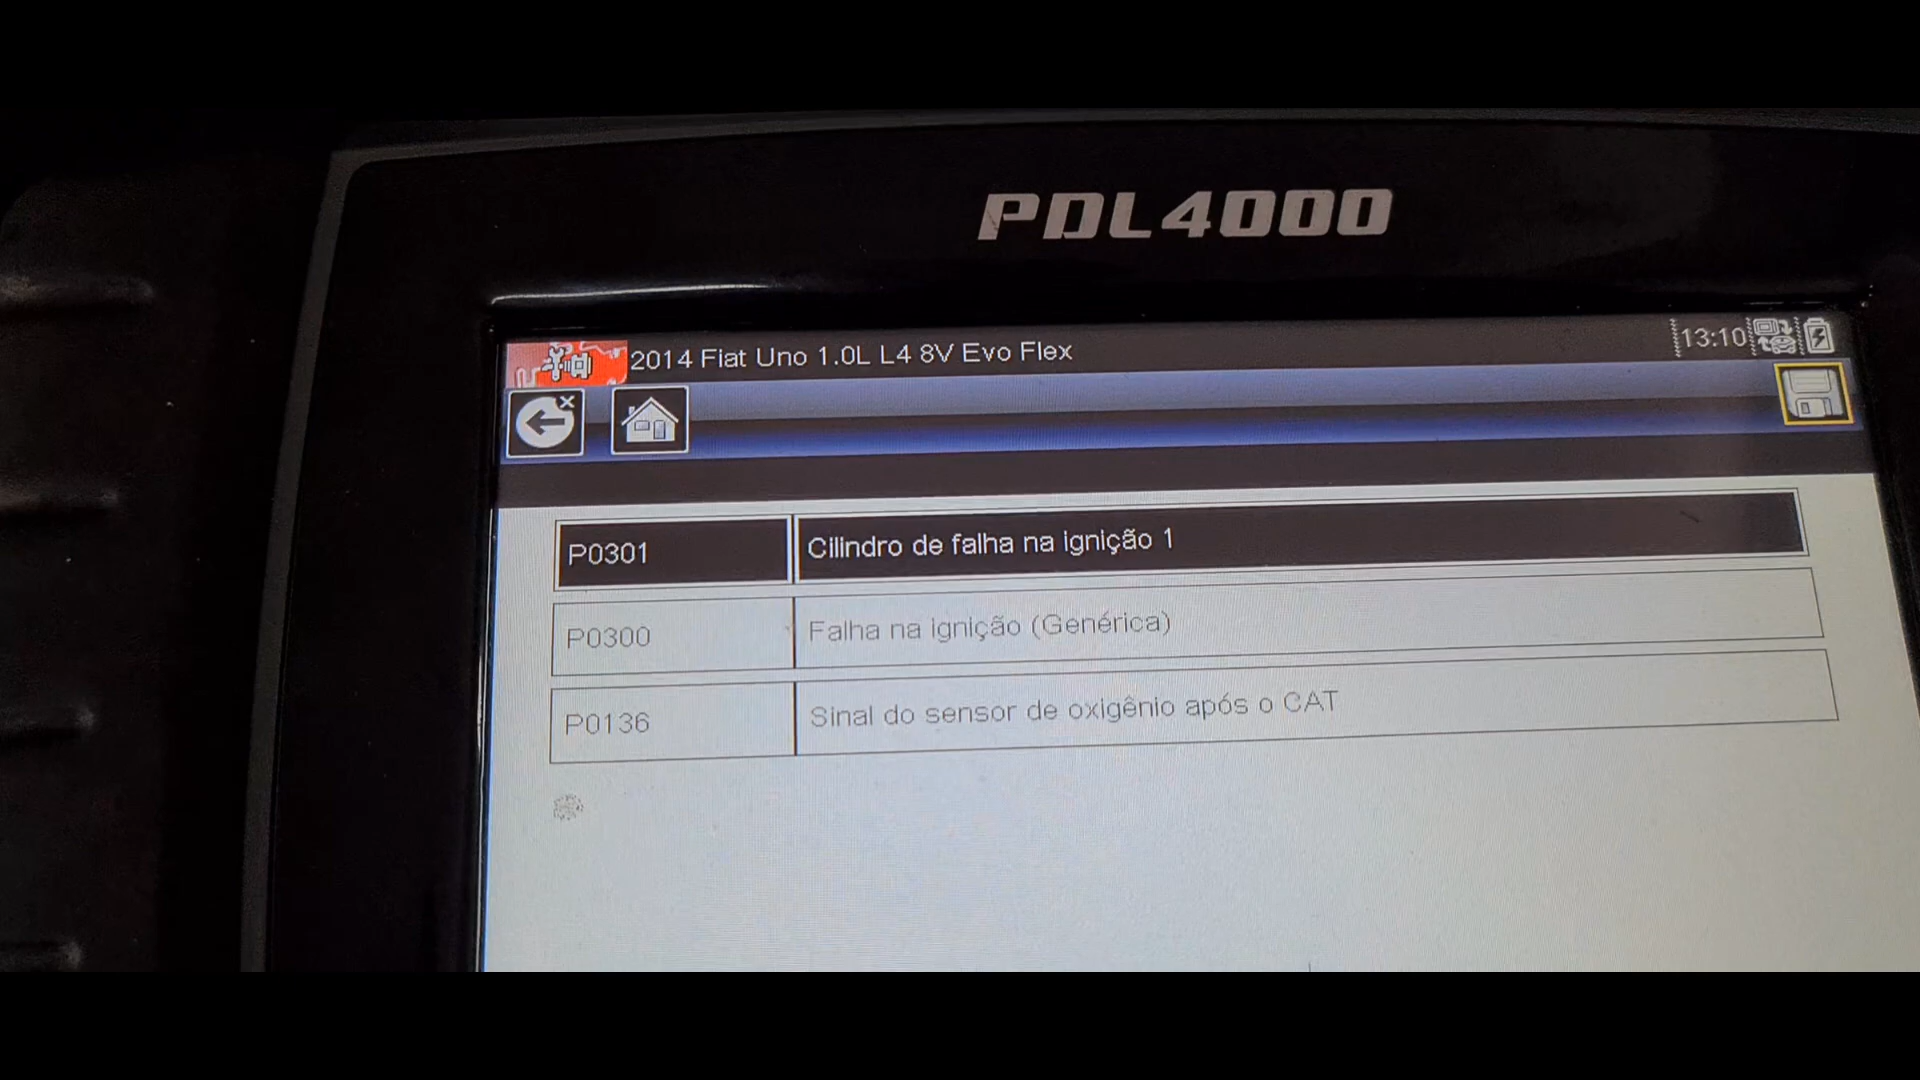 PDL4000
2014 Fiat Uno 1.0L L4 8V Evo Flex
13:10
P0301 Cilindro de falha na ignição 1
P0300 Falha na ignição (Genérica)
P0136 Sinal do sensor de oxigênio após o CAT